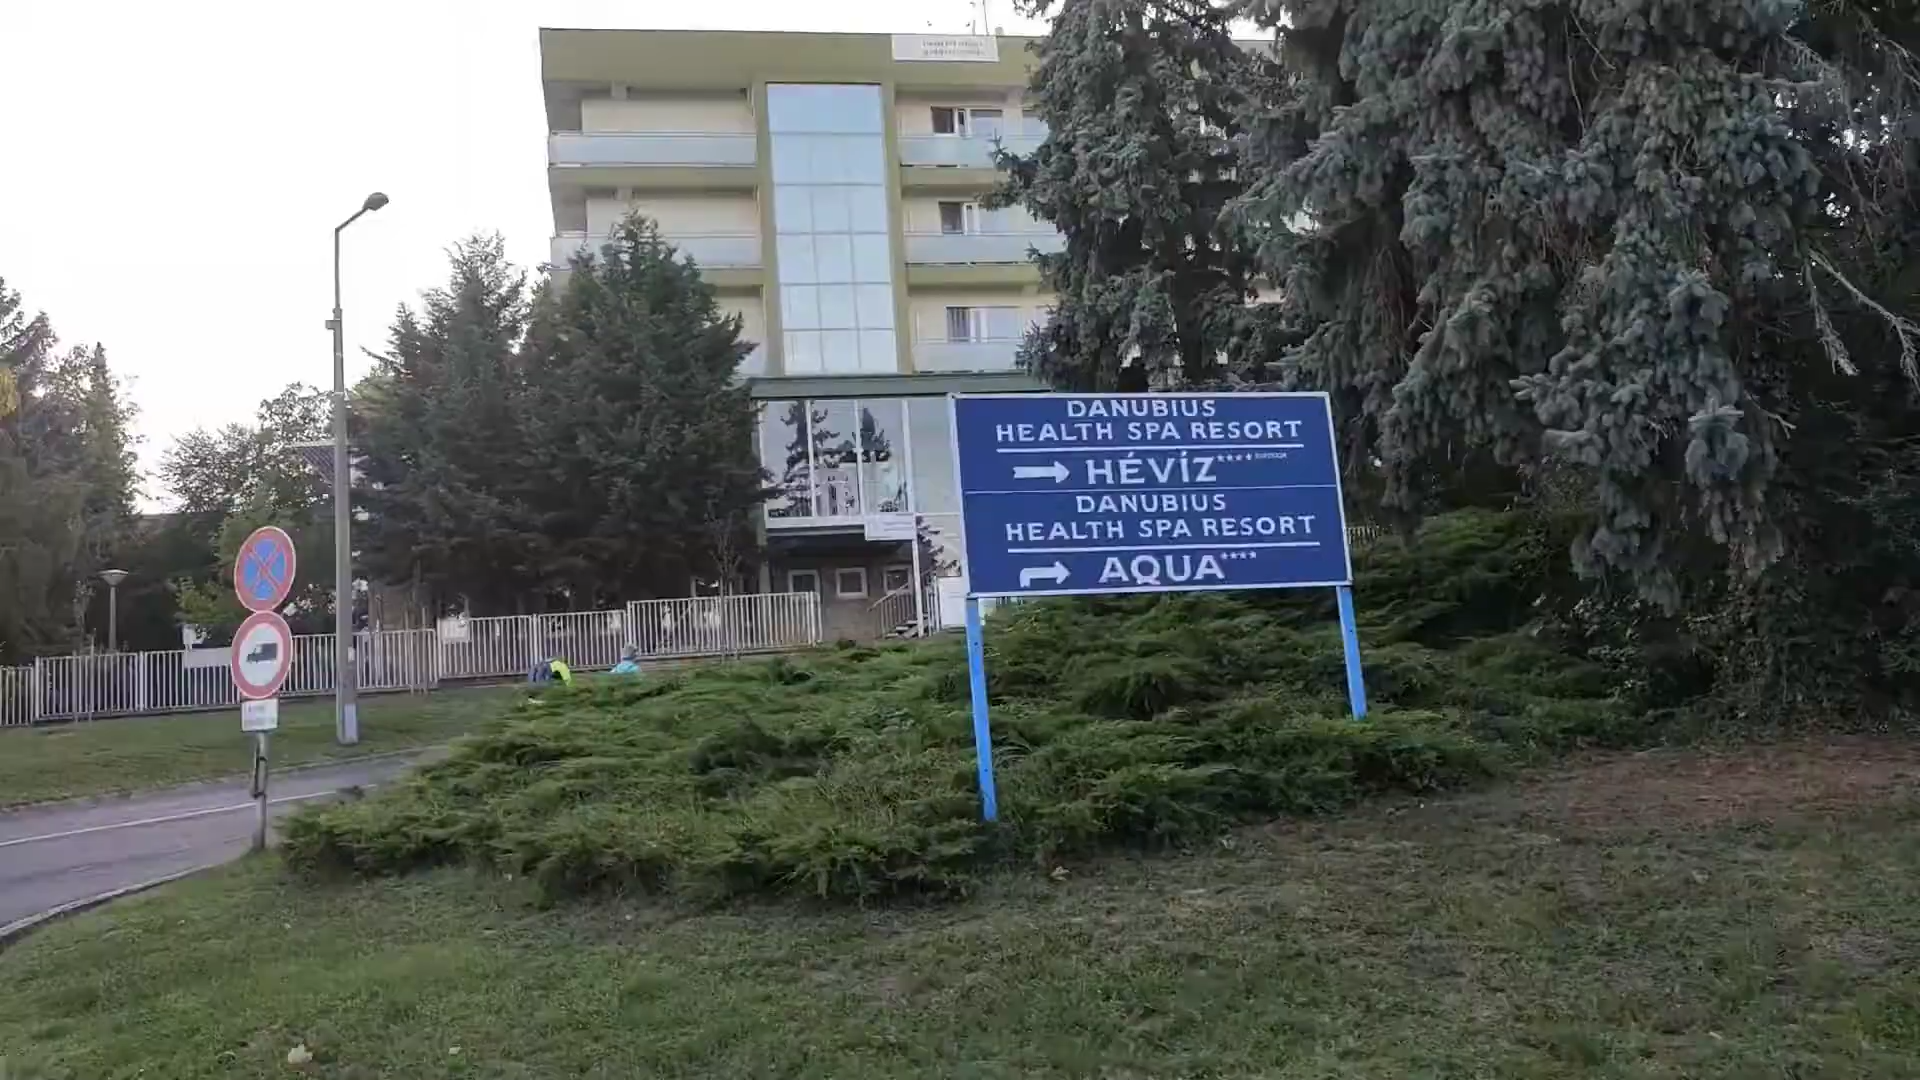 DANUBIUS
HEALTH SPA RESORT
HÉVÍZ****
DANUBIUS
HEALTH SPA RESORT
AQUA****